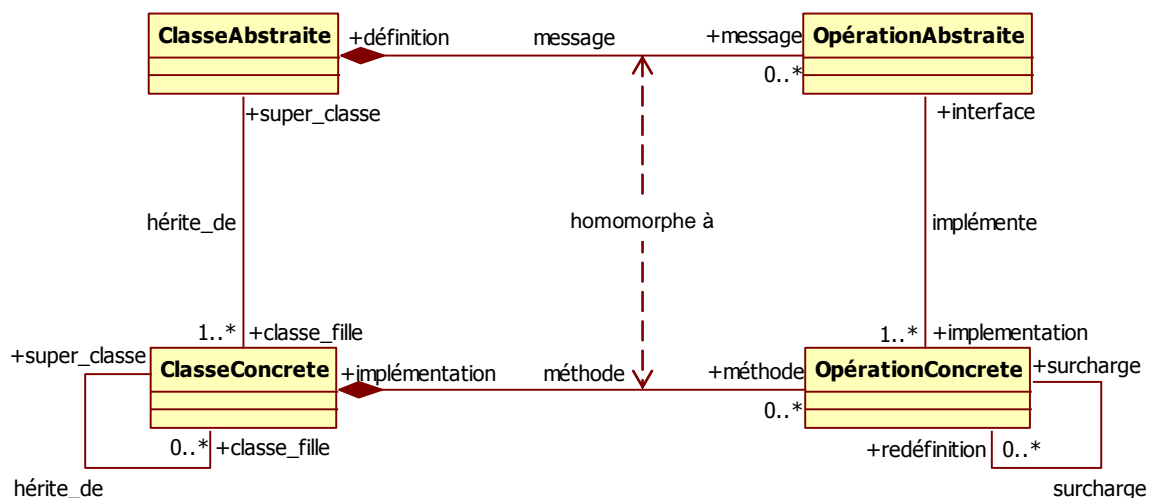 ClasseAbstraite
+définition
message
+message
OpérationAbstraite
0..*
+super_classe
+interface
hérite_de
homomorphe à
implémente
1..*
+classe_fille
1..*
+implementation
+super_classe
ClasseConcrete
+implémentation
méthode
+méthode
OpérationConcrete
+surcharge
0..*
0..*
+classe_fille
+redéfinition
0..*
hérite_de
surcharge